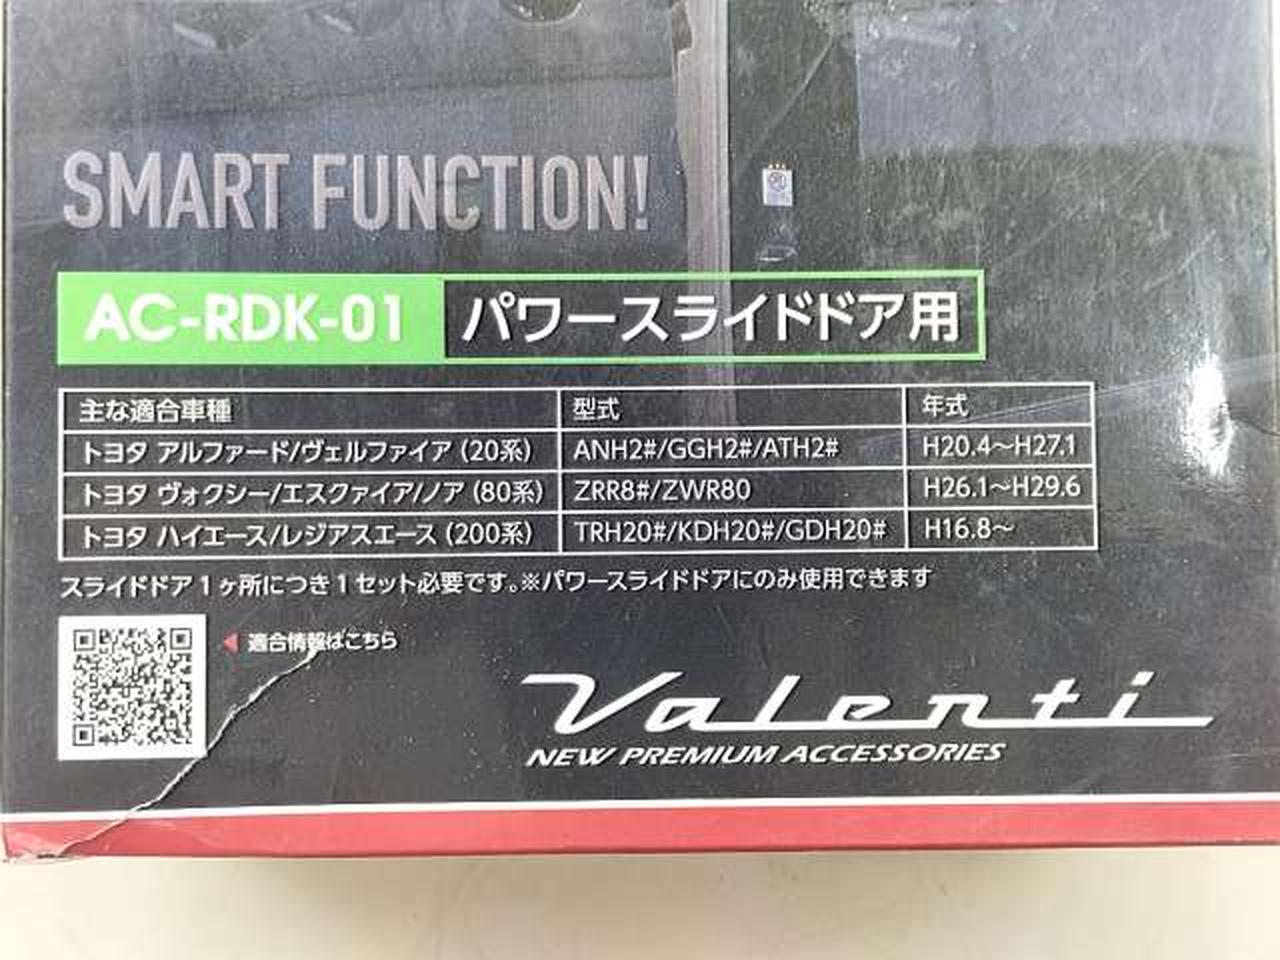 SMART FUNCTION!
AC-RDK-01 パワースライドドア用
主な適合車種 型式 年式
トヨタ アルファード/ヴェルファイア (20系) ANH2#/GGH2#/ATH2# H20.4～H27.1
トヨタ ヴォクシー/エスクァイア/ノア (80系) ZRR8#/ZWR80 H26.1～H29.6
トヨタ ハイエース/レジアスエース (200系) TRH20#/KDH20#/GDH20# H16.8～
スライドドア 1 ヶ所につき 1 セット必要です。※パワースライドドアにのみ使用できます
適合情報はこちら
Valenti
NEW PREMIUM ACCESSORIES